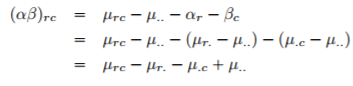 (αβ)rc = μrc − μ.. − αr − βc
= μrc − μ.. − (μr. − μ..) − (μ.c − μ..)
= μrc − μr. − μ.c + μ..